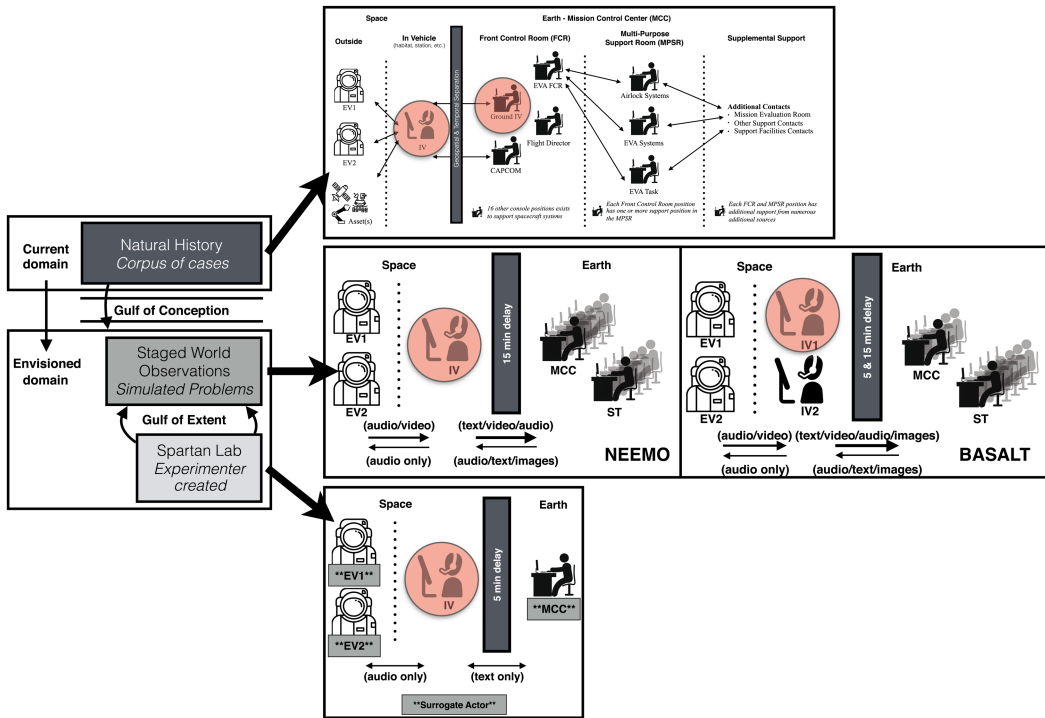 Space
Earth - Mission Control Center (MCC)
Outside
In Vehicle
(habitat, station, etc.)
Front Control Room (FCR)
Multi-Purpose
Support Room (MPSR)
Supplemental Support
EV1
EV2
Asset(s)
IV
Geospatial & Temporal Separation
Ground IV
CAPCOM
EVA FCR
Flight Director
Airlock Systems
EVA Systems
EVA Task
Additional Contacts
· Mission Evaluation Room
· Other Support Contacts
· Support Facilities Contacts
16 other console positions exists
to support spacecraft systems
Each Front Control Room position
has one or more support position in
the MPSR
Each FCR and MPSR position has
additional support from numerous
additional sources
Current
domain
Natural History
Corpus of cases
Gulf of Conception
Envisioned
domain
Staged World
Observations
Simulated Problems
Gulf of Extent
Spartan Lab
Experimenter
created
Space
Earth
EV1
EV2
IV
15 min delay
MCC
ST
(audio/video)
(text/video/audio)
(audio only)
(audio/text/images)
NEEMO
Space
Earth
EV1
EV2
IV1
IV2
5 & 15 min delay
MCC
ST
(audio/video)
(text/video/audio/images)
(audio only)
(audio/text/images)
BASALT
Space
Earth
**EV1**
**EV2**
IV
5 min delay
**MCC**
(audio only)
(text only)
**Surrogate Actor**